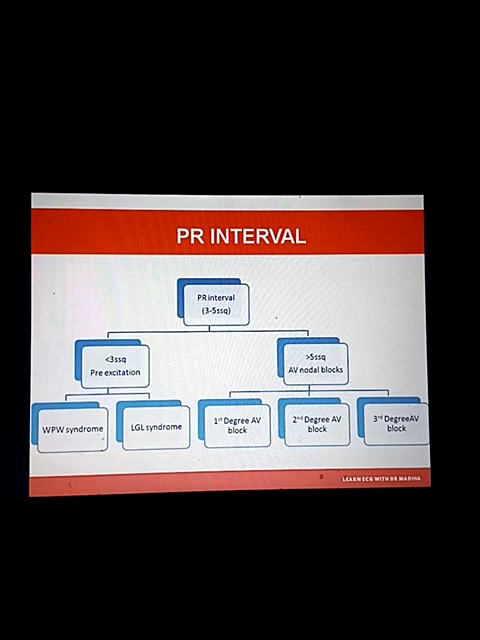 PR INTERVAL
PR interval
(3-5ssq)
<3ssq
Pre excitation
>5ssq
AV nodal blocks
WPW syndrome
LGL syndrome
1st Degree AV
block
2nd Degree AV
block
3rd DegreeAV
block
LEARN ECG WITH DR MADIHA